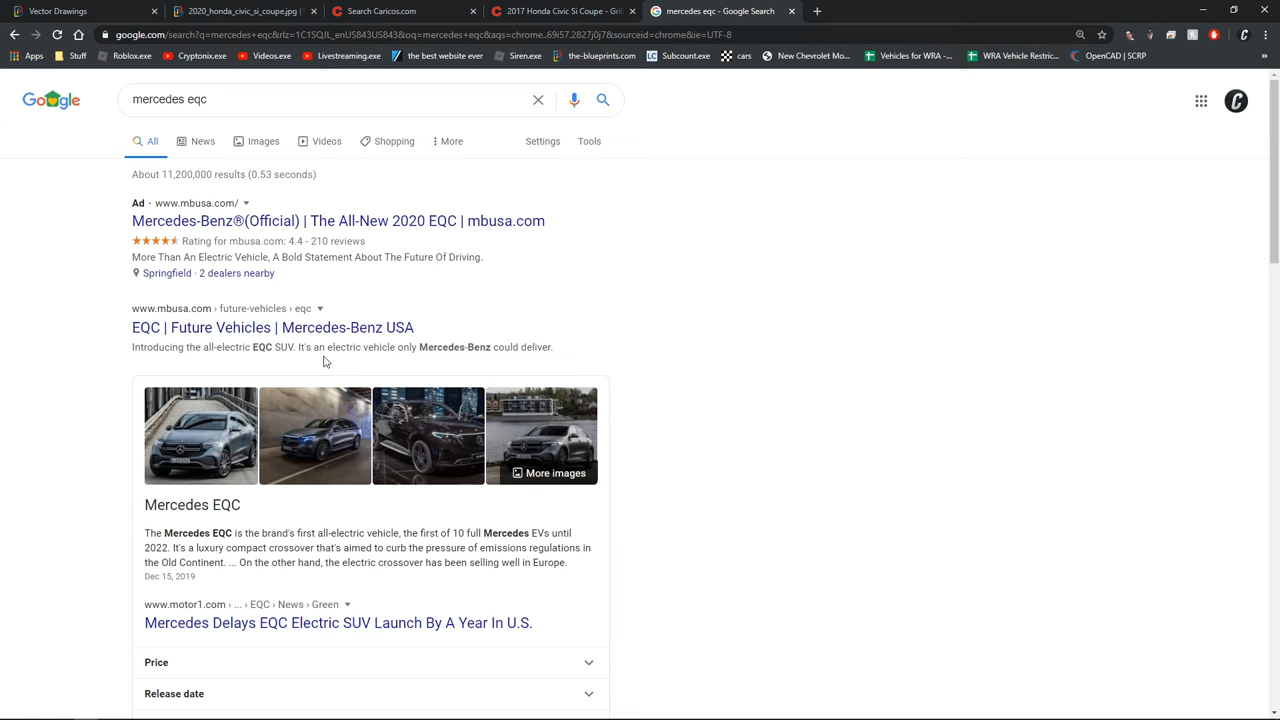 Vector Drawings
2020_honda_civic_si_coupe.jpg (
Search Caricos.com
2017 Honda Civic Si Coupe - Gri
mercedes eqc - Google Search
google.com/search?q=mercedes+eqc&rlz=1C1SQJL_enUS843US843&oq=mercedes+eqc&aqs=chrome..69i57.2827j0j7&sourceid=chrome&ie=UTF-8
Apps
Stuff
Roblox.exe
Cryptonix.exe
Videos.exe
Livestreaming.exe
the best website ever
Siren.exe
the-blueprints.com
LC Subcount.exe
cars
New Chevrolet Mo...
Vehicles for WRA -...
WRA Vehicle Restric...
OpenCAD | SCRP
»
Google
mercedes eqc
All
News
Images
Videos
Shopping
More
Settings
Tools
About 11,200,000 results (0.53 seconds)
Ad · www.mbusa.com/
Mercedes-Benz®(Official) | The All-New 2020 EQC | mbusa.com
Rating for mbusa.com: 4.4 - 210 reviews
More Than An Electric Vehicle, A Bold Statement About The Future Of Driving.
Springfield · 2 dealers nearby
www.mbusa.com › future-vehicles › eqc
EQC | Future Vehicles | Mercedes-Benz USA
Introducing the all-electric EQC SUV. It's an electric vehicle only Mercedes-Benz could deliver.
More images
Mercedes EQC
The Mercedes EQC is the brand's first all-electric vehicle, the first of 10 full Mercedes EVs until
2022. It's a luxury compact crossover that's aimed to curb the pressure of emissions regulations in
the Old Continent. ... On the other hand, the electric crossover has been selling well in Europe.
Dec 15, 2019
www.motor1.com › ... › EQC › News › Green
Mercedes Delays EQC Electric SUV Launch By A Year In U.S.
Price
Release date